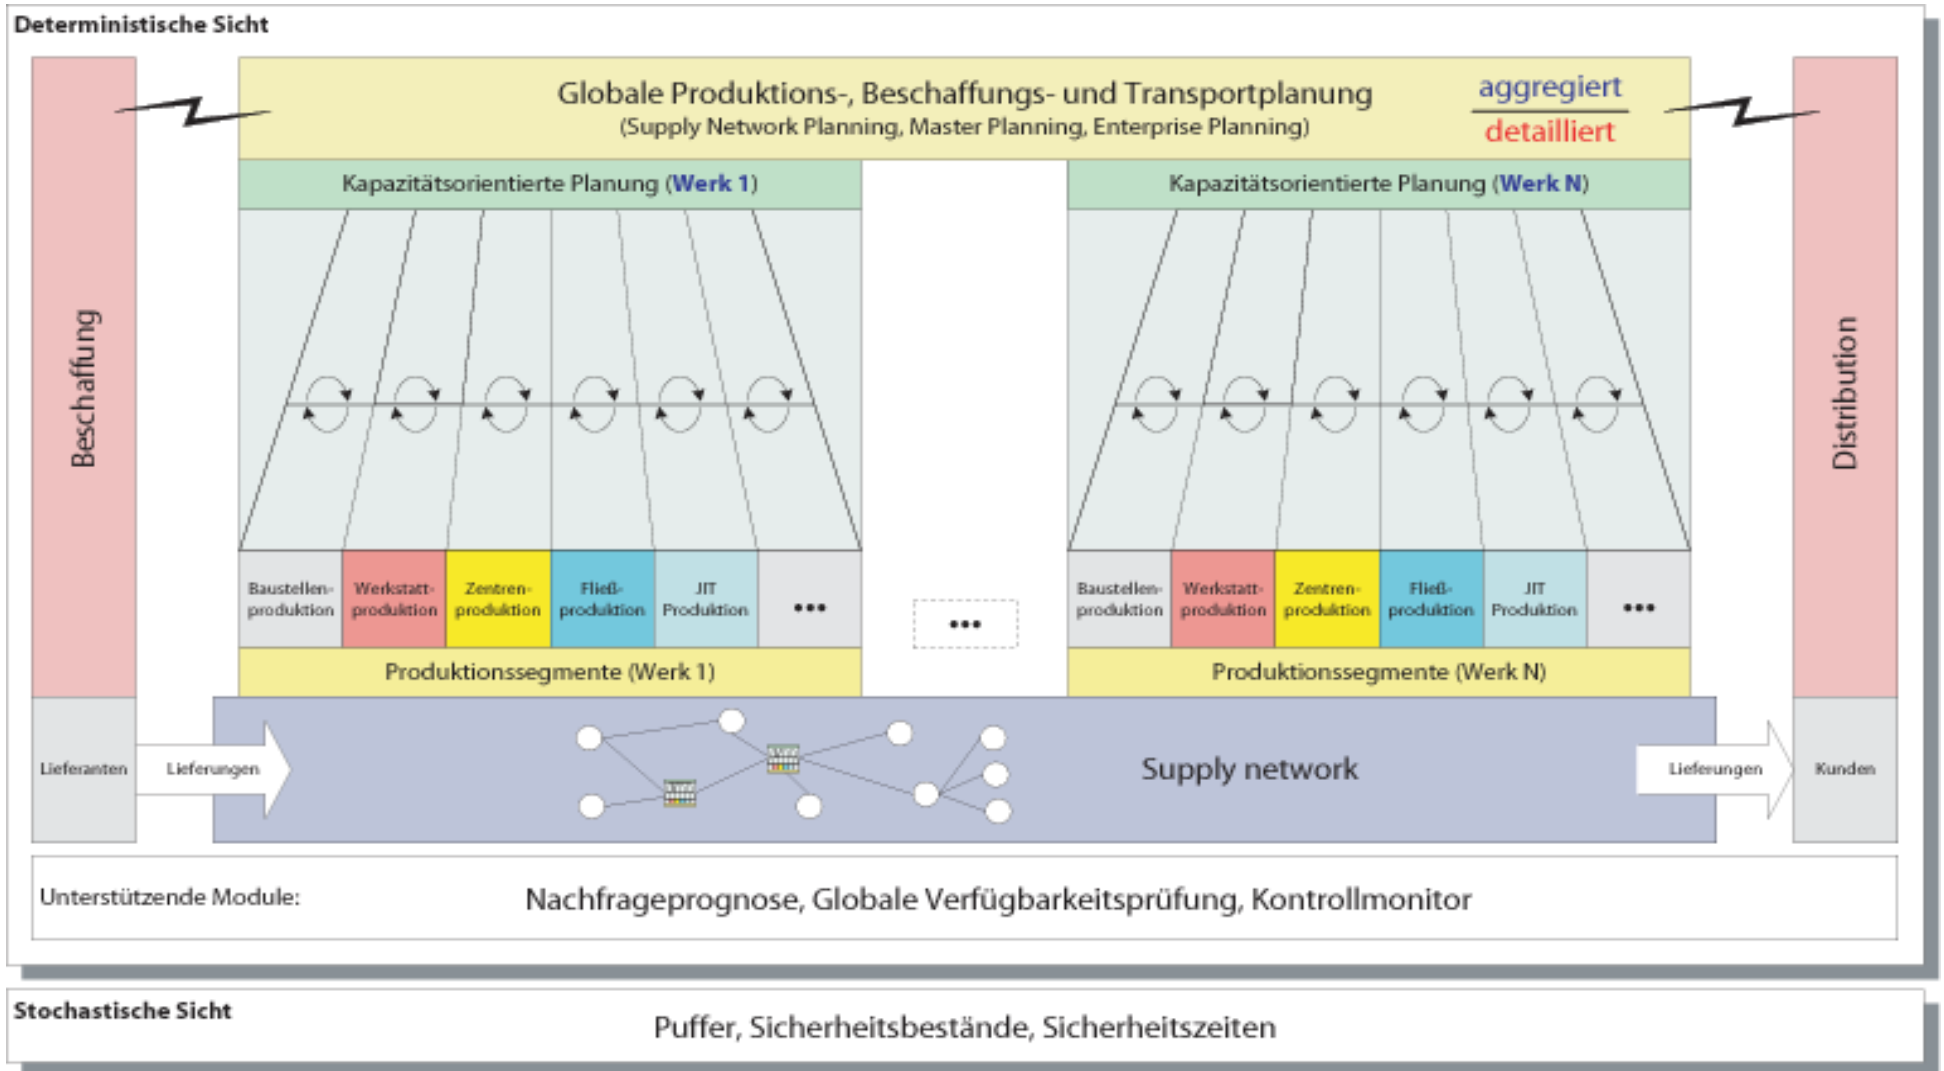 Deterministische Sicht
Globale Produktions-, Beschaffungs- und Transportplanung
(Supply Network Planning, Master Planning, Enterprise Planning)
aggregiert
detailliert
Beschaffung
Distribution
Kapazitätsorientierte Planung (Werk 1)
Kapazitätsorientierte Planung (Werk N)
Baustellen-
produktion
Werkstatt-
produktion
Zentren-
produktion
Fließ-
produktion
JIT
Produktion
•••
•••
Baustellen-
produktion
Werkstatt-
produktion
Zentren-
produktion
Fließ-
produktion
JIT
Produktion
•••
Produktionssegmente (Werk 1)
Produktionssegmente (Werk N)
Lieferanten
Lieferungen
Supply network
Lieferungen
Kunden
Unterstützende Module:
Nachfrageprognose, Globale Verfügbarkeitsprüfung, Kontrollmonitor
Stochastische Sicht
Puffer, Sicherheitsbestände, Sicherheitszeiten